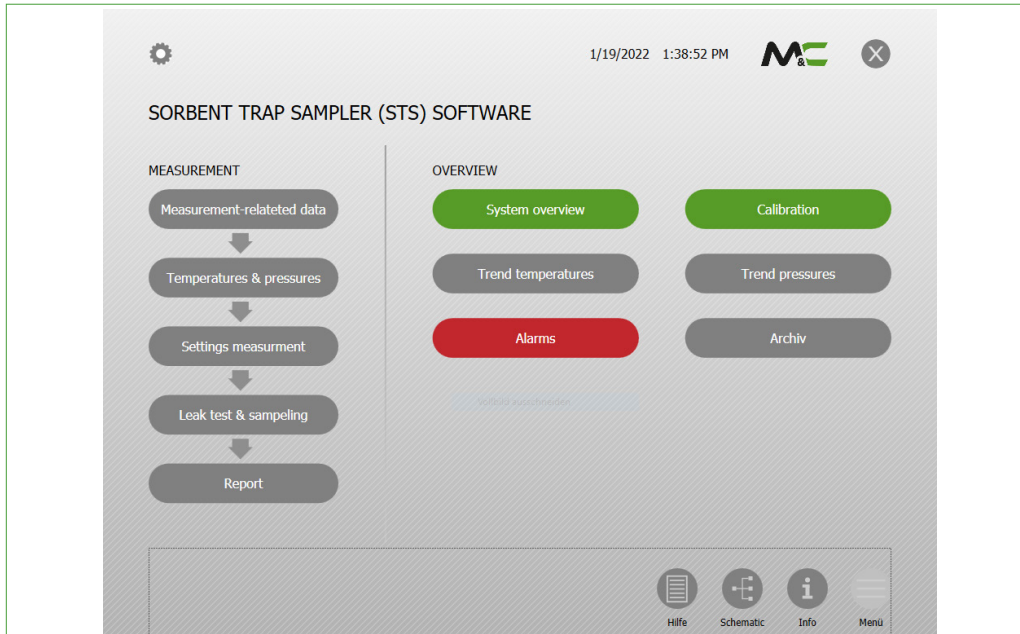 1/19/2022 1:38:52 PM M&C X
SORBENT TRAP SAMPLER (STS) SOFTWARE
MEASUREMENT
Measurement-relateted data
Temperatures & pressures
Settings measurment
Leak test & sampeling
Report
OVERVIEW
System overview
Calibration
Trend temperatures
Trend pressures
Alarms
Archiv
Vollbild ausschneiden
Hilfe
Schematic
Info
Menü